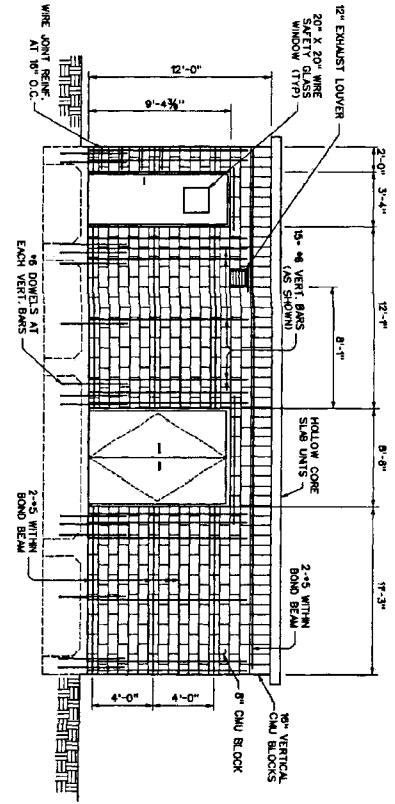 12" EXHAUST LOUVER
20" X 20" WIRE
SAFETY GLASS
WINDOW (TYP)
WIRE JOINT REINF.
AT 16" O.C.
12'-0"
9'-4⅜"
2'-0"
3'-4"
12'-1"
8'-1"
15- #6 VERT. BARS
(AS SHOWN)
#6 DOWELS AT
EACH VERT. BARS
HOLLOW CORE
SLAB UNITS
17'-3"
2-#5 WITHIN
BOND BEAM
2-#5 WITHIN
BOND BEAM
16" VERTICAL
CMU BLOCKS
8" CMU BLOCK
4'-0"
4'-0"